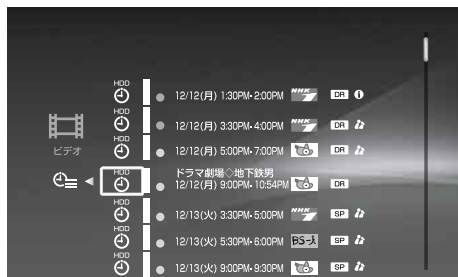 HDD
12/12(月) 1:30PM-2:00PM NHK DR
HDD
12/12(月) 3:30PM-4:00PM NHK DR
ビデオ
HDD
12/12(月) 5:00PM-7:00PM DR
HDD
ドラマ劇場◇地下鉄男
12/12(月) 9:00PM-10:54PM DR
HDD
12/13(火) 3:30PM-5:00PM NHK SP
HDD
12/13(火) 5:30PM-6:00PM SP
HDD
12/13(火) 9:00PM-9:30PM SP